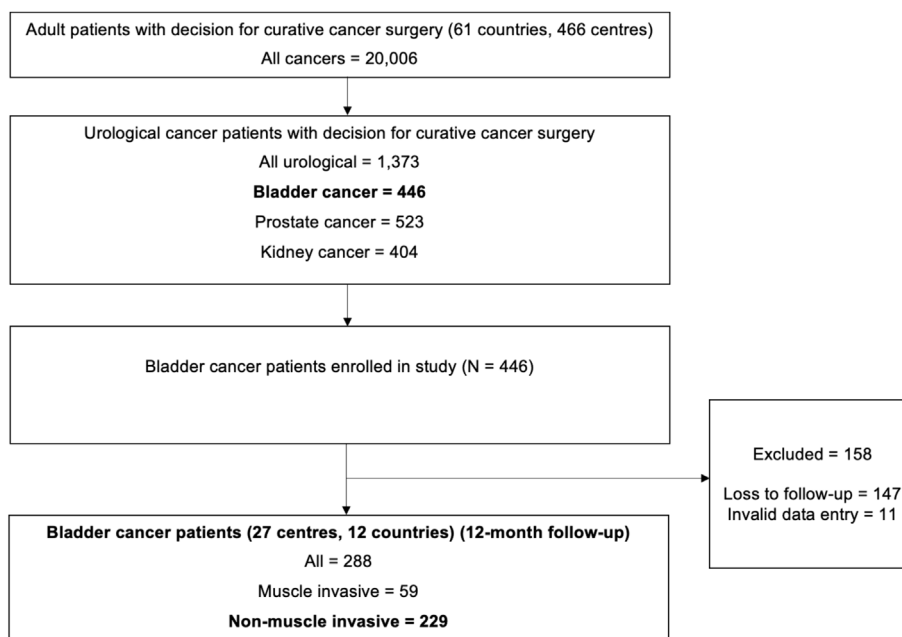 Adult patients with decision for curative cancer surgery (61 countries, 466 centres)
All cancers = 20,006
Urological cancer patients with decision for curative cancer surgery
All urological = 1,373
Bladder cancer = 446
Prostate cancer = 523
Kidney cancer = 404
Bladder cancer patients enrolled in study (N = 446)
Excluded = 158
Loss to follow-up = 147
Invalid data entry = 11
Bladder cancer patients (27 centres, 12 countries) (12-month follow-up)
All = 288
Muscle invasive = 59
Non-muscle invasive = 229